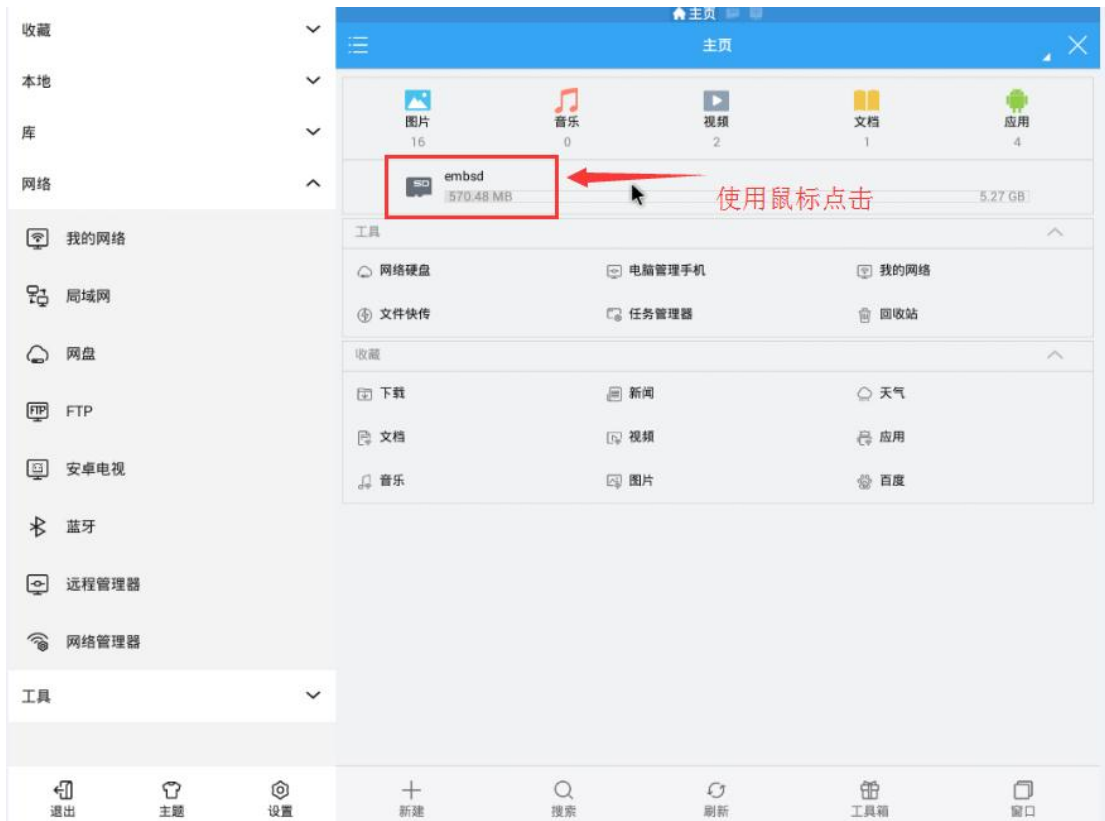 收藏
本地
库
网络
我的网络
局域网
网盘
FTP
FTP
安卓电视
蓝牙
远程管理器
网络管理器
工具
退出 主题 设置
主页
主页
图片 音乐 视频 文档 应用
16 0 2 1 4
SD
embsd
570.48 MB
5.27 GB
使用鼠标点击
工具
网络硬盘 电脑管理手机 我的网络
文件快传 任务管理器 回收站
收藏
下载 新闻 天气
文档 视频 应用
音乐 图片 百度
新建 搜索 刷新 工具箱 窗口